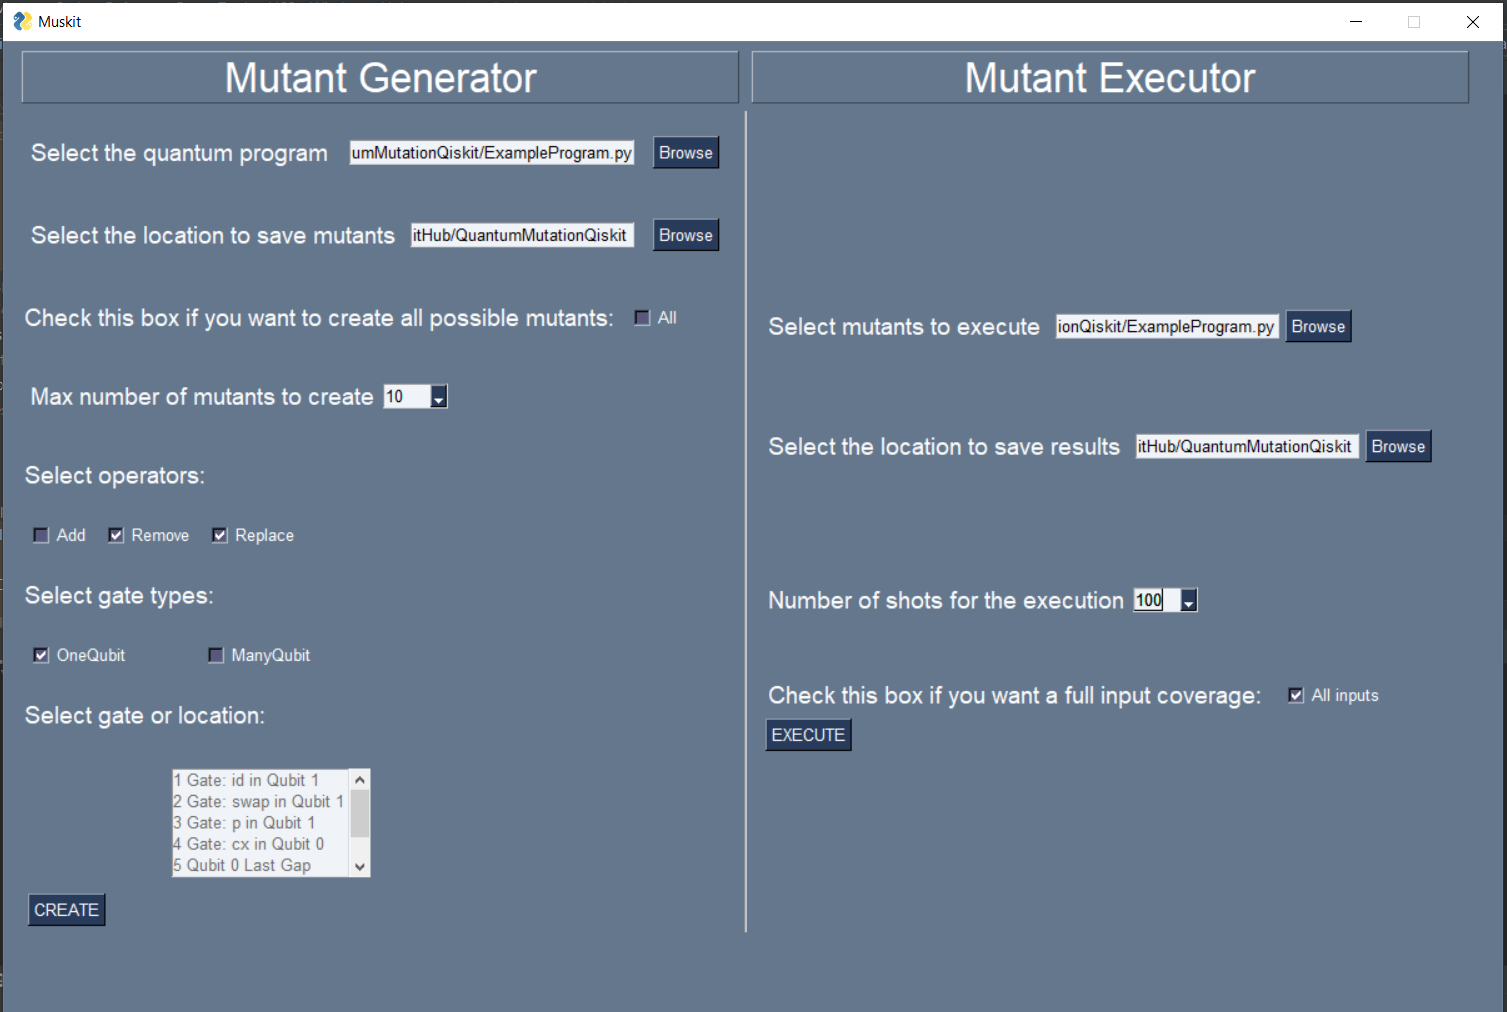 Muskit
Mutant Generator
Select the quantum program umMutationQiskit/ExampleProgram.py Browse
Select the location to save mutants itHub/QuantumMutationQiskit Browse
Check this box if you want to create all possible mutants: All
Max number of mutants to create 10
Select operators:
Add Remove Replace
Select gate types:
OneQubit ManyQubit
Select gate or location:
1 Gate: id in Qubit 1
2 Gate: swap in Qubit 1
3 Gate: p in Qubit 1
4 Gate: cx in Qubit 0
5 Qubit 0 Last Gap
CREATE
Mutant Executor
Select mutants to execute ionQiskit/ExampleProgram.py Browse
Select the location to save results itHub/QuantumMutationQiskit Browse
Number of shots for the execution 100
Check this box if you want a full input coverage: All inputs
EXECUTE